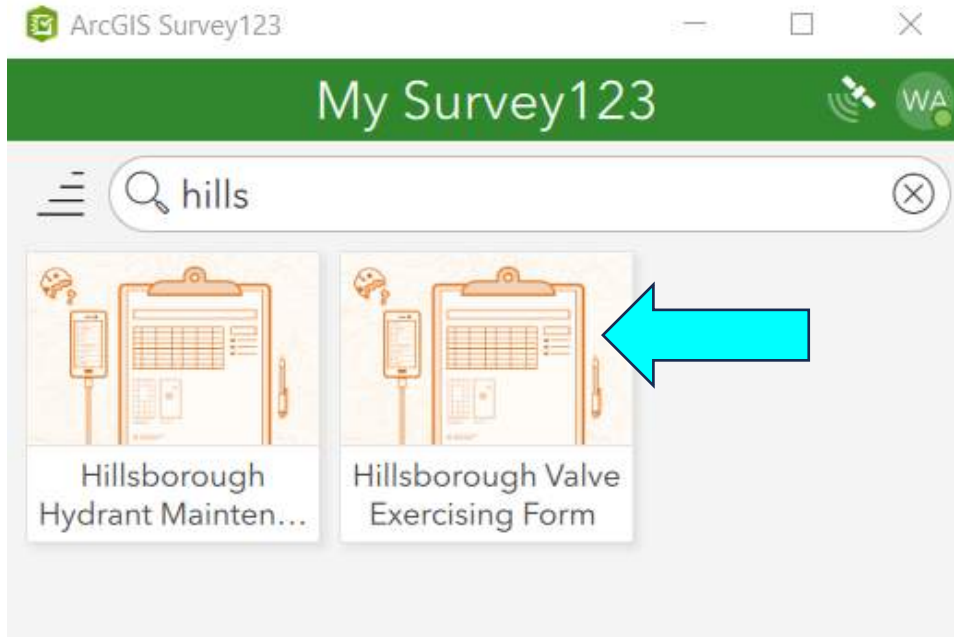 ArcGIS Survey123
My Survey123
WA
hills
Hillsborough
Hydrant Mainten...
Hillsborough Valve
Exercising Form